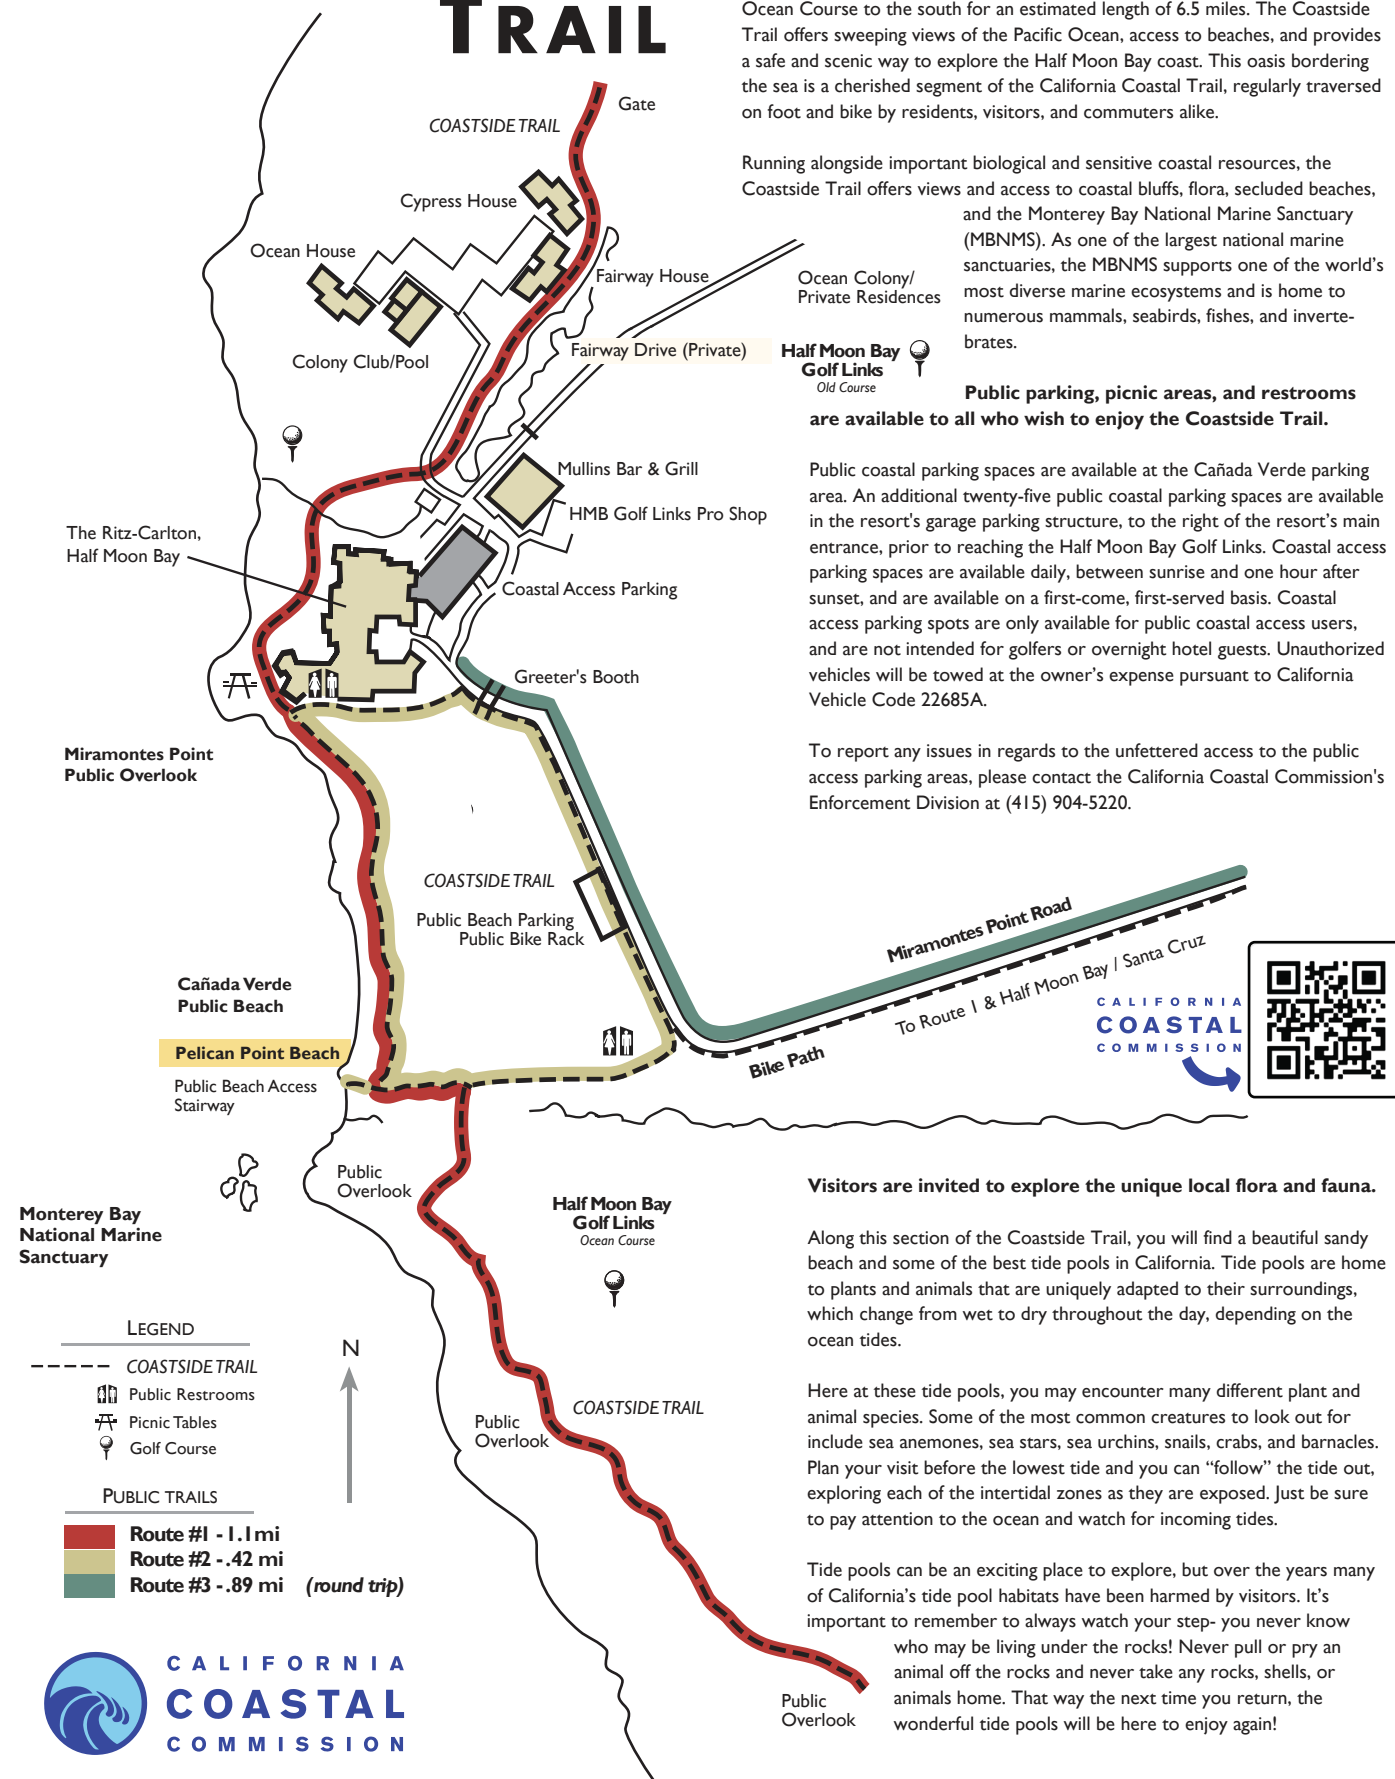 TRAIL
Ocean Course to the south for an estimated length of 6.5 miles. The Coastside
Trail offers sweeping views of the Pacific Ocean, access to beaches, and provides
a safe and scenic way to explore the Half Moon Bay coast. This oasis bordering
the sea is a cherished segment of the California Coastal Trail, regularly traversed
on foot and bike by residents, visitors, and commuters alike.
Running alongside important biological and sensitive coastal resources, the
Coastside Trail offers views and access to coastal bluffs, flora, secluded beaches,
and the Monterey Bay National Marine Sanctuary
(MBNMS). As one of the largest national marine
sanctuaries, the MBNMS supports one of the world's
most diverse marine ecosystems and is home to
numerous mammals, seabirds, fishes, and inverte-
brates.
Public parking, picnic areas, and restrooms
are available to all who wish to enjoy the Coastside Trail.
Public coastal parking spaces are available at the Cañada Verde parking
area. An additional twenty-five public coastal parking spaces are available
in the resort's garage parking structure, to the right of the resort's main
entrance, prior to reaching the Half Moon Bay Golf Links. Coastal access
parking spaces are available daily, between sunrise and one hour after
sunset, and are available on a first-come, first-served basis. Coastal
access parking spots are only available for public coastal access users,
and are not intended for golfers or overnight hotel guests. Unauthorized
vehicles will be towed at the owner's expense pursuant to California
Vehicle Code 22685A.
To report any issues in regards to the unfettered access to the public
access parking areas, please contact the California Coastal Commission's
Enforcement Division at (415) 904-5220.
Gate
COASTSIDE TRAIL
Cypress House
Ocean House
Fairway House
Ocean Colony/
Private Residences
Colony Club/Pool
Fairway Drive (Private)
Half Moon Bay
Golf Links
Old Course
Mullins Bar & Grill
HMB Golf Links Pro Shop
The Ritz-Carlton,
Half Moon Bay
Coastal Access Parking
Greeter's Booth
Miramontes Point
Public Overlook
COASTSIDE TRAIL
Public Beach Parking
Public Bike Rack
Miramontes Point Road
To Route 1 & Half Moon Bay / Santa Cruz
Bike Path
CALIFORNIA
COASTAL
COMMISSION
Cañada Verde
Public Beach
Pelican Point Beach
Public Beach Access
Stairway
Public
Overlook
Monterey Bay
National Marine
Sanctuary
Half Moon Bay
Golf Links
Ocean Course
Visitors are invited to explore the unique local flora and fauna.
Along this section of the Coastside Trail, you will find a beautiful sandy
beach and some of the best tide pools in California. Tide pools are home
to plants and animals that are uniquely adapted to their surroundings,
which change from wet to dry throughout the day, depending on the
ocean tides.
Here at these tide pools, you may encounter many different plant and
animal species. Some of the most common creatures to look out for
include sea anemones, sea stars, sea urchins, snails, crabs, and barnacles.
Plan your visit before the lowest tide and you can “follow” the tide out,
exploring each of the intertidal zones as they are exposed. Just be sure
to pay attention to the ocean and watch for incoming tides.
Tide pools can be an exciting place to explore, but over the years many
of California's tide pool habitats have been harmed by visitors. It's
important to remember to always watch your step- you never know
who may be living under the rocks! Never pull or pry an
animal off the rocks and never take any rocks, shells, or
animals home. That way the next time you return, the
wonderful tide pools will be here to enjoy again!
COASTSIDE TRAIL
Public
Overlook
Public
Overlook
LEGEND
COASTSIDE TRAIL
Public Restrooms
Picnic Tables
Golf Course
N
PUBLIC TRAILS
Route #1 - 1.1mi
Route #2 - .42 mi
Route #3 - .89 mi (round trip)
CALIFORNIA
COASTAL
COMMISSION